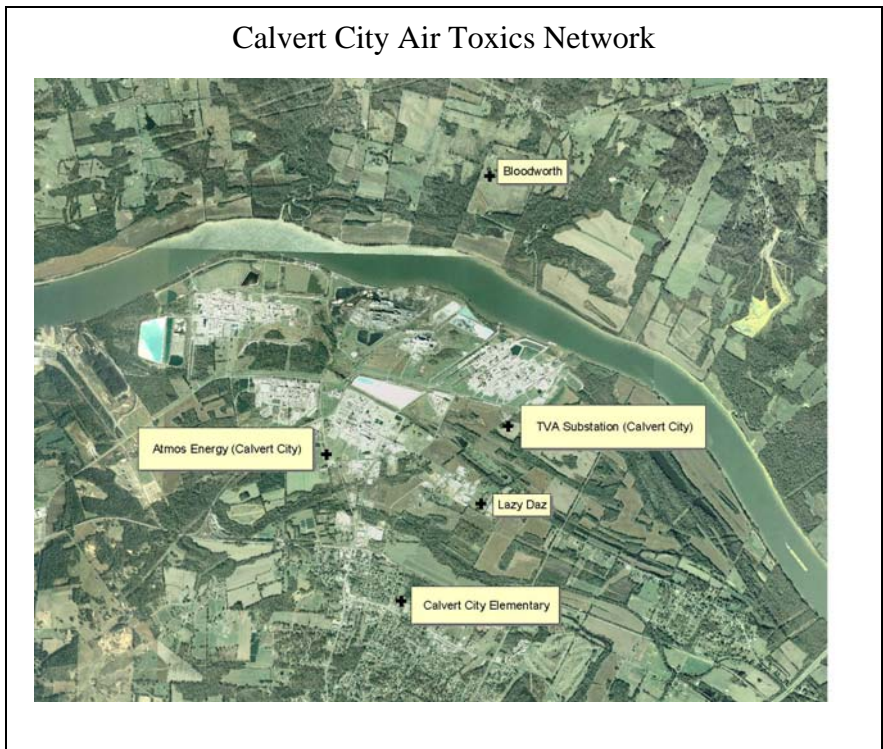 Calvert City Air Toxics Network
Bloodworth
TVA Substation (Calvert City)
Atmos Energy (Calvert City)
Lazy Daz
Calvert City Elementary